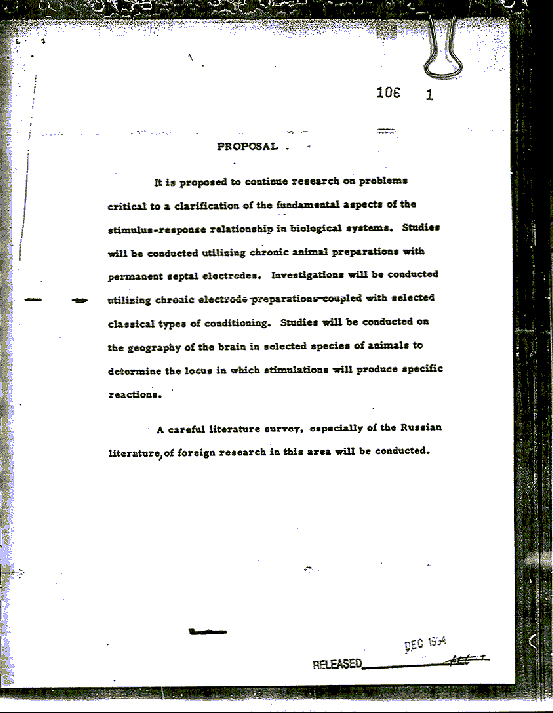 106 1
PROPOSAL
It is proposed to continue research on problems
critical to a clarification of the fundamental aspects of the
stimulus-response relationship in biological systems. Studies
will be conducted utilizing chronic animal preparations with
permanent septal electrodes. Investigations will be conducted
utilizing chronic electrode preparations coupled with selected
classical types of conditioning. Studies will be conducted on
the geography of the brain in selected species of animals to
determine the locus in which stimulations will produce specific
reactions.
A careful literature survey, especially of the Russian
literature, of foreign research in this area will be conducted.
DEC 1994
RELEASED